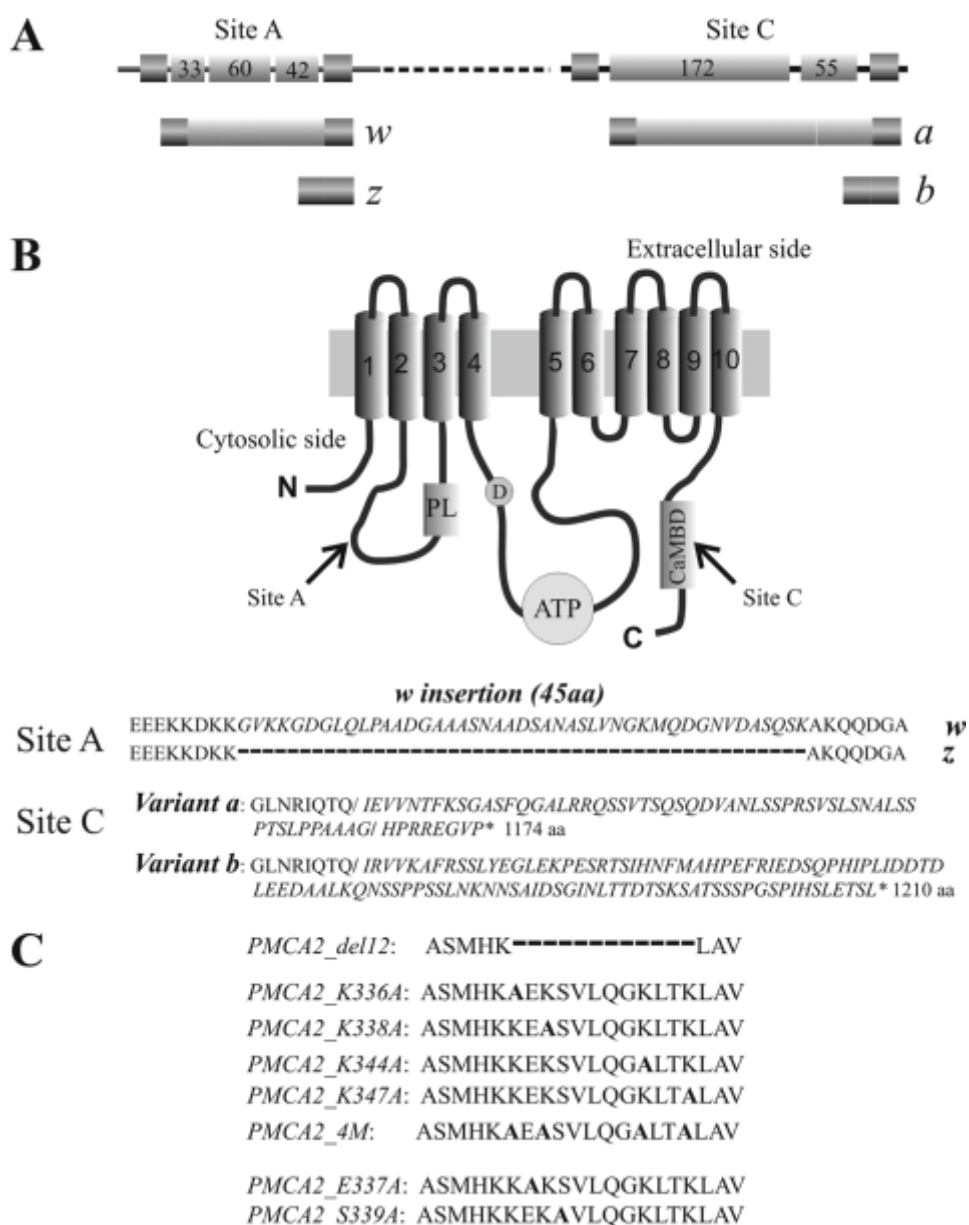 A
Site A
Site C
33 60 42
172 55
w
a
z
b
B
Extracellular side
1 2 3 4 5 6 7 8 9 10
Cytosolic side
N
PL
D
CaMBD
Site A
ATP
Site C
C
w insertion (45aa)
Site A
EEEKKDKKGVKKGDGLQLPAADGAAASNAADSANASLVNGKMQDGNVDASQSKAKQQDGA w
EEEKKDKK AKQQDGA z
Site C
Variant a: GLNRIQTQ/ IEVVNTFKSGASFQGALRRQSSVTSQSQDVANLSSPRSVSLSNALSS
PTSLPPAAAG/ HPRREGVP* 1174 aa
Variant b: GLNRIQTQ/ IRVVKAFRSSLYEGLEKPESRTSIHNFMAHPEFRIEDSQPHIPLIDDTD
LEEDAALKQNSSPPSSLNKNNSAIDSGINLTTDTSKSATSSSPGSPIHSLETSL* 1210 aa
C
PMCA2_del12: ASMHK------------LAV
PMCA2_K336A: ASMHKAEKSVLQGKLTKLAV
PMCA2_K338A: ASMHKKEASVLQGKLTKLAV
PMCA2_K344A: ASMHKKEKSVLQGALTKLAV
PMCA2_K347A: ASMHKKEKSVLQGKLTALAV
PMCA2_4M: ASMHKAEASVLQGALTALAV
PMCA2_E337A: ASMHKKAKSVLQGKLTKLAV
PMCA2_S339A: ASMHKKEKAVLQGKLTKLAV